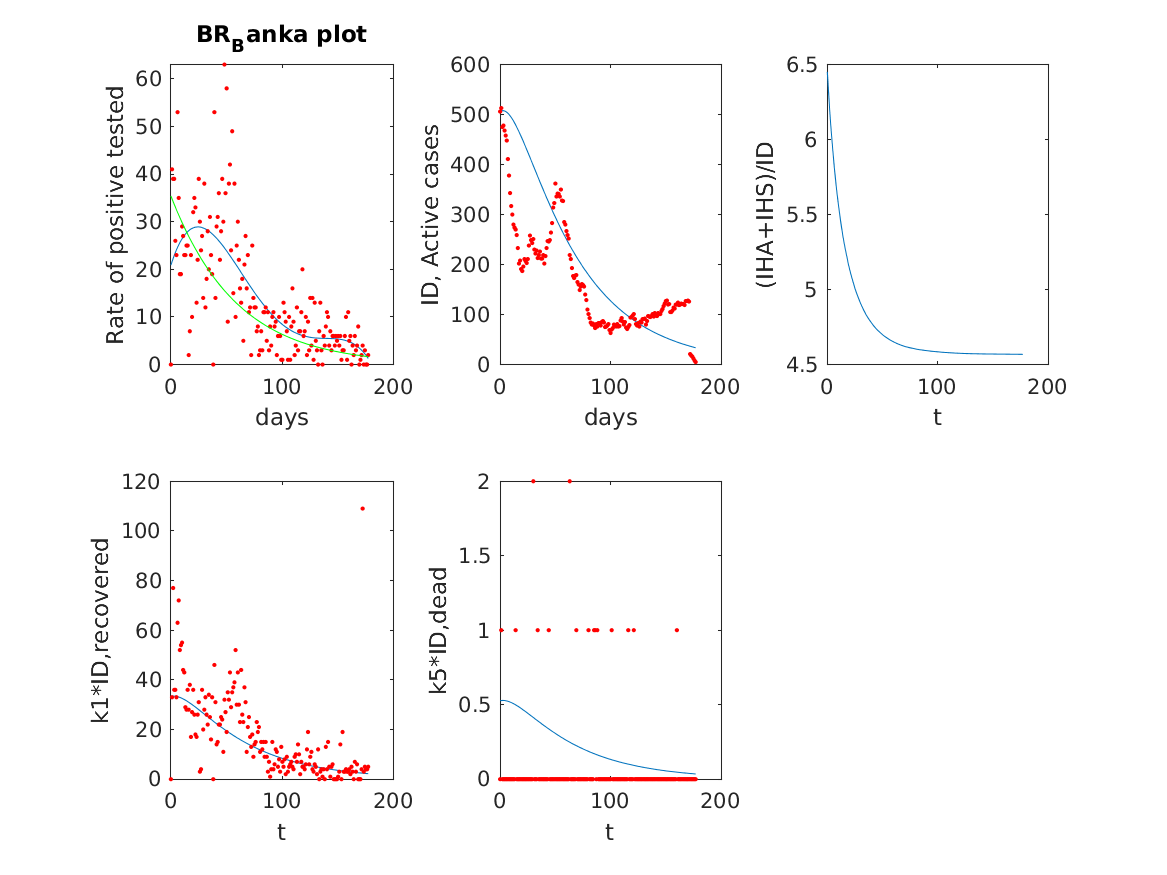 BR_Banka plot
Rate of positive tested
60
50
40
30
20
10
0
0 100 200
days
ID, Active cases
600
500
400
300
200
100
0
0 100 200
days
(IHA+IHS)/ID
6.5
6
5.5
5
4.5
0 100 200
t
k1*ID,recovered
120
100
80
60
40
20
0
0 100 200
t
k5*ID,dead
2
1.5
1
0.5
0
0 100 200
t